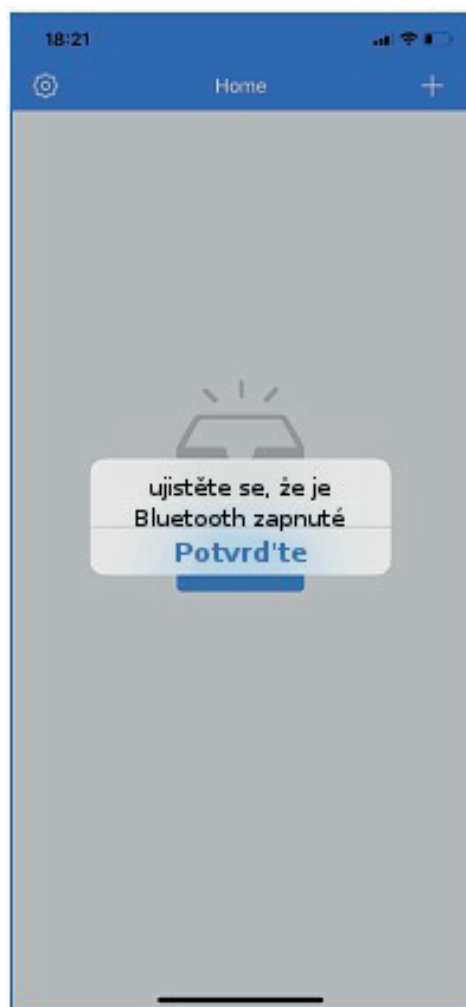 18:21
Home
ujistěte se, že je
Bluetooth zapnuté
Potvrd'te